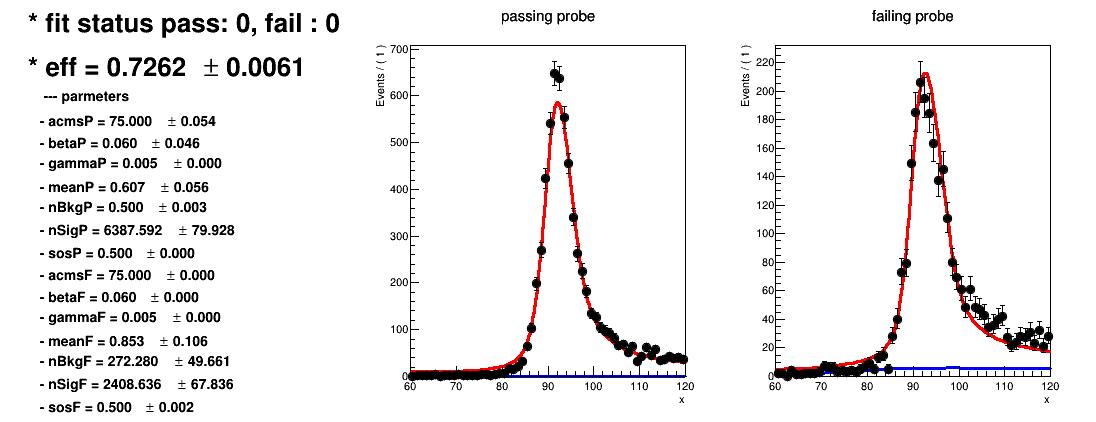 * fit status pass: 0, fail : 0
* eff = 0.7262 ± 0.0061
--- parmeters
- acmsP = 75.000 ± 0.054
- betaP = 0.060 ± 0.046
- gammaP = 0.005 ± 0.000
- meanP = 0.607 ± 0.056
- nBkgP = 0.500 ± 0.003
- nSigP = 6387.592 ± 79.928
- sosP = 0.500 ± 0.000
- acmsF = 75.000 ± 0.000
- betaF = 0.060 ± 0.000
- gammaF = 0.005 ± 0.000
- meanF = 0.853 ± 0.106
- nBkgF = 272.280 ± 49.661
- nSigF = 2408.636 ± 67.836
- sosF = 0.500 ± 0.002
passing probe
Events / ( 1 )
700
600
500
400
300
200
100
0
60 70 80 90 100 110 120
x
failing probe
Events / ( 1 )
220
200
180
160
140
120
100
80
60
40
20
0
60 70 80 90 100 110 120
x